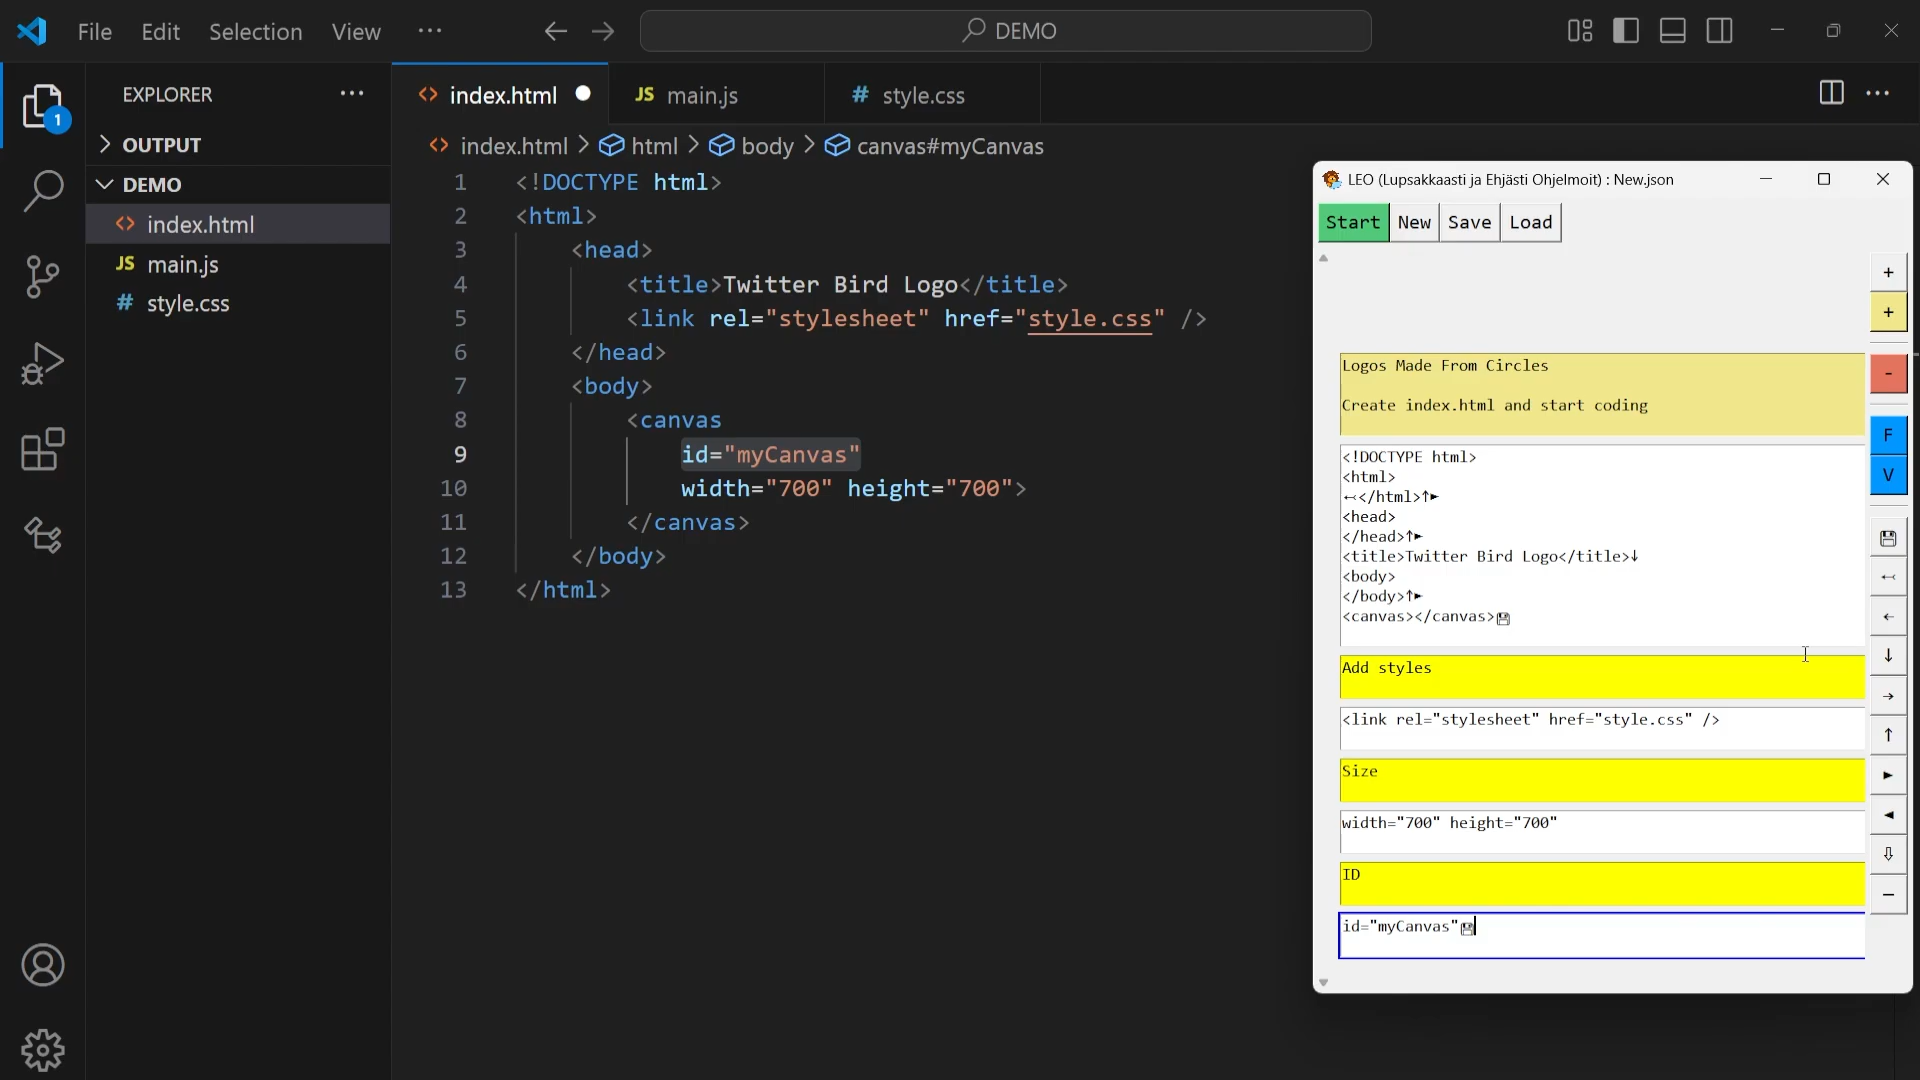 File Edit Selection View ··· DEMO
1
EXPLORER ···
OUTPUT
DEMO
index.html
JS main.js
# style.css
index.html JS main.js # style.css ···
index.html > html > body > canvas#myCanvas
1 <!DOCTYPE html>
2 <html>
3 <head>
4 <title>Twitter Bird Logo</title>
5 <link rel="stylesheet" href="style.css" />
6 </head>
7 <body>
8 <canvas
9 id="myCanvas"
10 width="700" height="700">
11 </canvas>
12 </body>
13 </html>
LEO (Lupsakkaasti ja Ehjästi Ohjelmoit) : New.json
Start New Save Load
Logos Made From Circles
Create index.html and start coding
<!DOCTYPE html>
<html>
↢</html>↑►
<head>
</head>↑►
<title>Twitter Bird Logo</title>↓
<body>
</body>↑►
<canvas></canvas>💾
Add styles
<link rel="stylesheet" href="style.css" />
Size
width="700" height="700"
ID
id="myCanvas"💾
+
+
-
F
V
💾
↢
←
↓
→
↑
►
◄
⇩
−